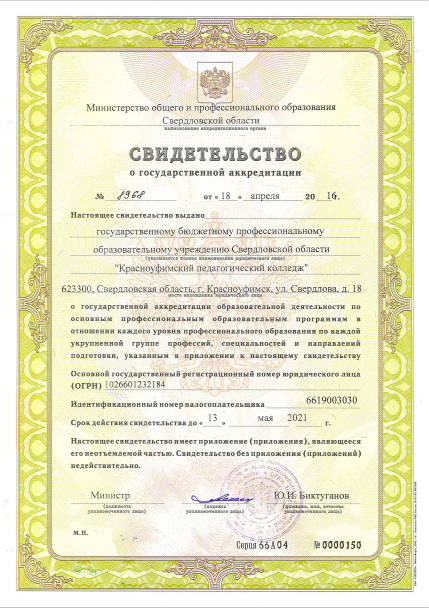 Министерство общего и профессионального образования
Свердловской области
наименование аккредитационного органа
СВИДЕТЕЛЬСТВО
о государственной аккредитации
№ 8968 от « 18 » апреля 20 16 г.
Настоящее свидетельство выдано
государственному бюджетному профессиональному
образовательному учреждению Свердловской области
(указывается полное наименование юридического лица)
"Красноуфимский педагогический колледж"
623300, Свердловская область, г. Красноуфимск, ул. Свердлова, д. 18
место нахождения юридического лица
о государственной аккредитации образовательной деятельности по
основным профессиональным образовательным программам в
отношении каждого уровня профессионального образования по каждой
укрупненной группе профессий, специальностей и направлений
подготовки, указанным в приложении к настоящему свидетельству
Основной государственный регистрационный номер юридического лица
(ОГРН) 1026601232184
Идентификационный номер налогоплательщика 6619003030
Срок действия свидетельства до « 13 » мая 2021 г.
Настоящее свидетельство имеет приложение (приложения), являющееся
его неотъемлемой частью. Свидетельство без приложения (приложений)
недействительно.
Министр Ю.И. Биктуганов
(должность (подпись (фамилия, имя, отчество
уполномоченного лица) уполномоченного лица) уполномоченного лица)
М.П.
Серия 66А04 № 0000150